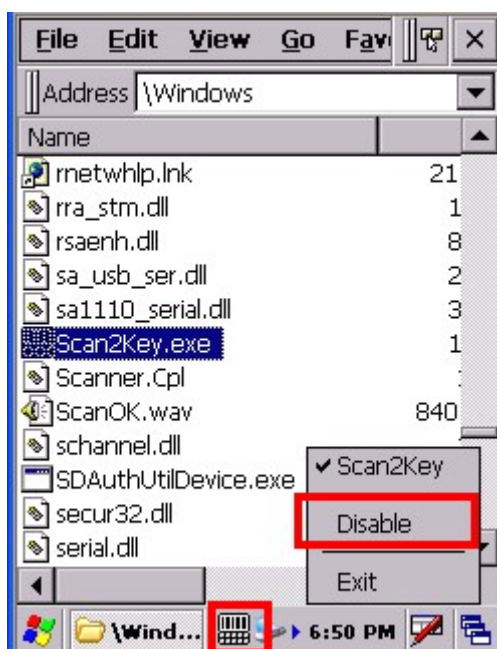 File Edit View Go Fav
Address \Windows
Name
rnetwhlp.lnk 21
rra_stm.dll 1
rsaenh.dll 8
sa_usb_ser.dll 2
sa1110_serial.dll 3
Scan2Key.exe 1
Scanner.Cpl
ScanOK.wav 840
schannel.dll
SDAuthUtilDevice.exe
secur32.dll
serial.dll
Scan2Key
Disable
Exit
\Wind... 6:50 PM